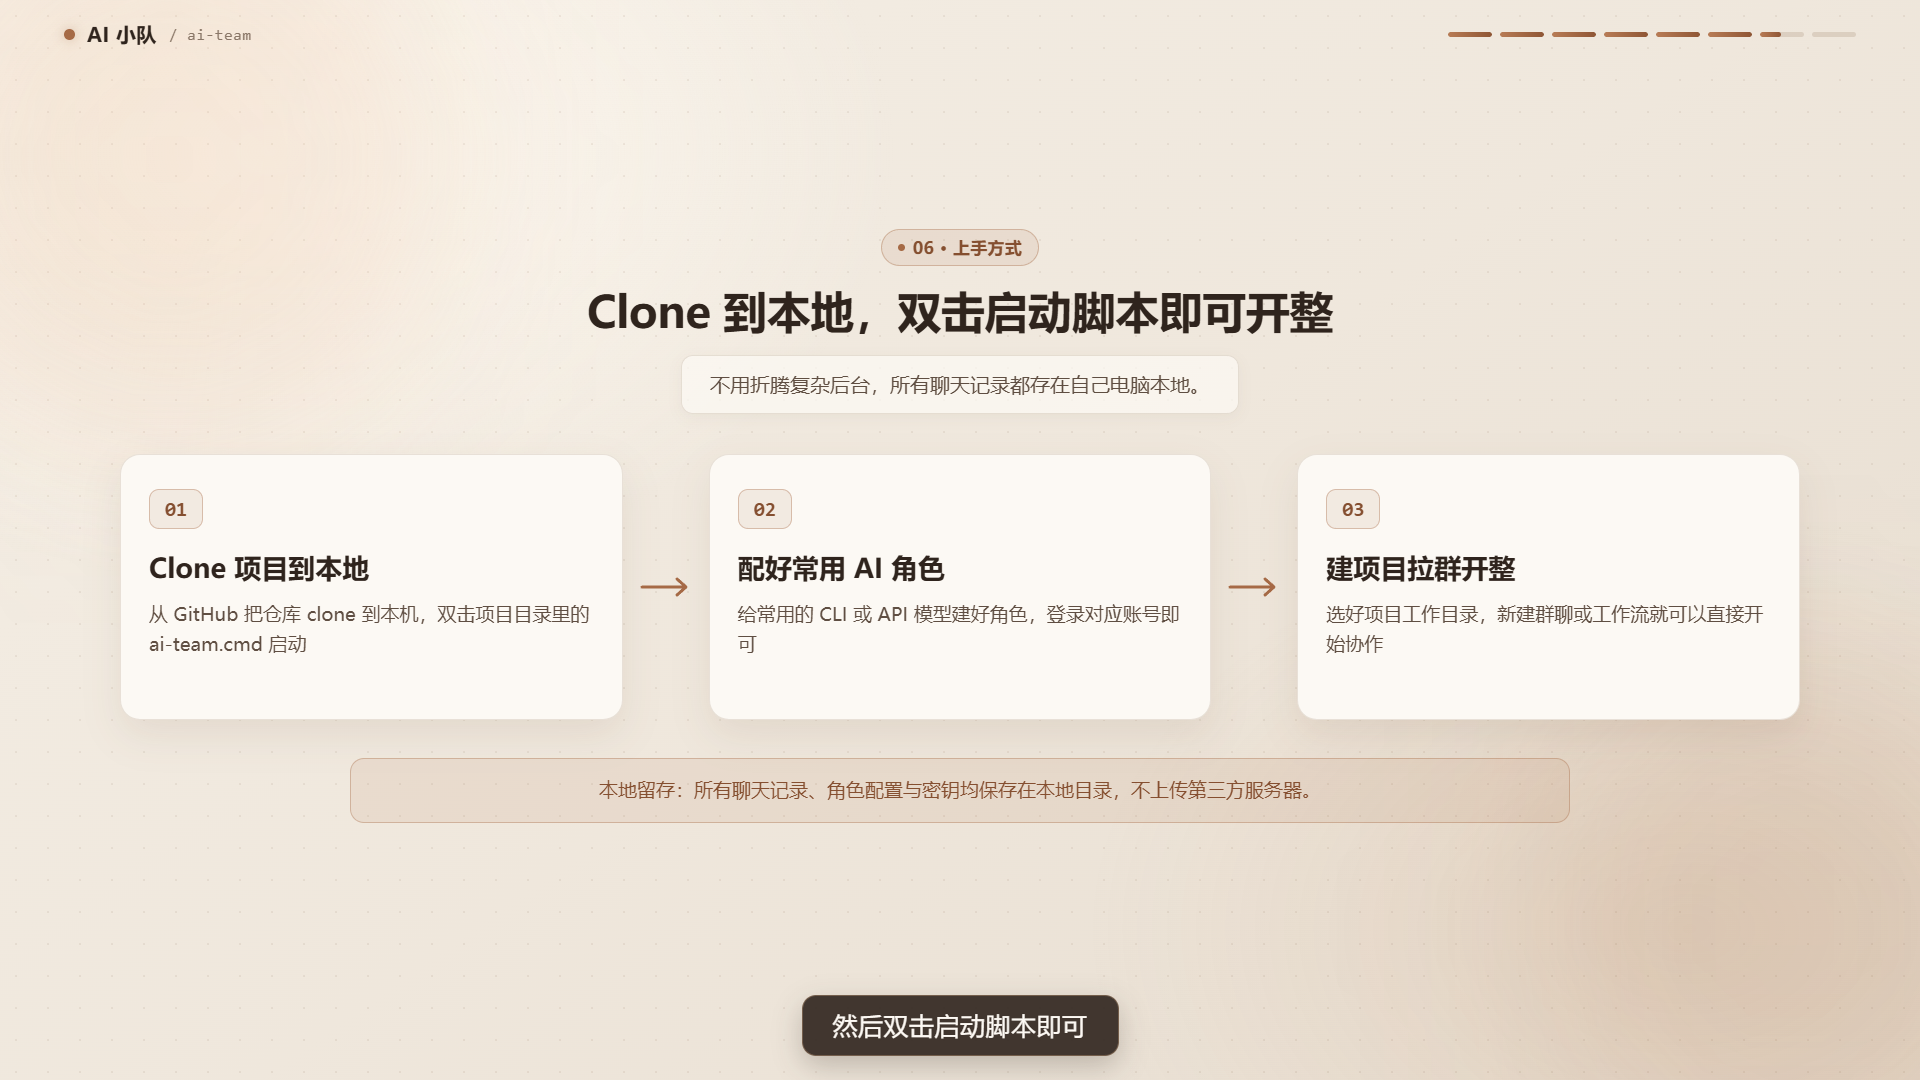 AI 小队 / ai-team
06 • 上手方式
Clone 到本地，双击启动脚本即可开整
不用折腾复杂后台，所有聊天记录都存在自己电脑本地。
01
Clone 项目到本地
从 GitHub 把仓库 clone 到本机，双击项目目录里的
ai-team.cmd 启动
02
配好常用 AI 角色
给常用的 CLI 或 API 模型建好角色，登录对应账号即
可
03
建项目拉群开整
选好项目工作目录，新建群聊或工作流就可以直接开
始协作
本地留存：所有聊天记录、角色配置与密钥均保存在本地目录，不上传第三方服务器。
然后双击启动脚本即可